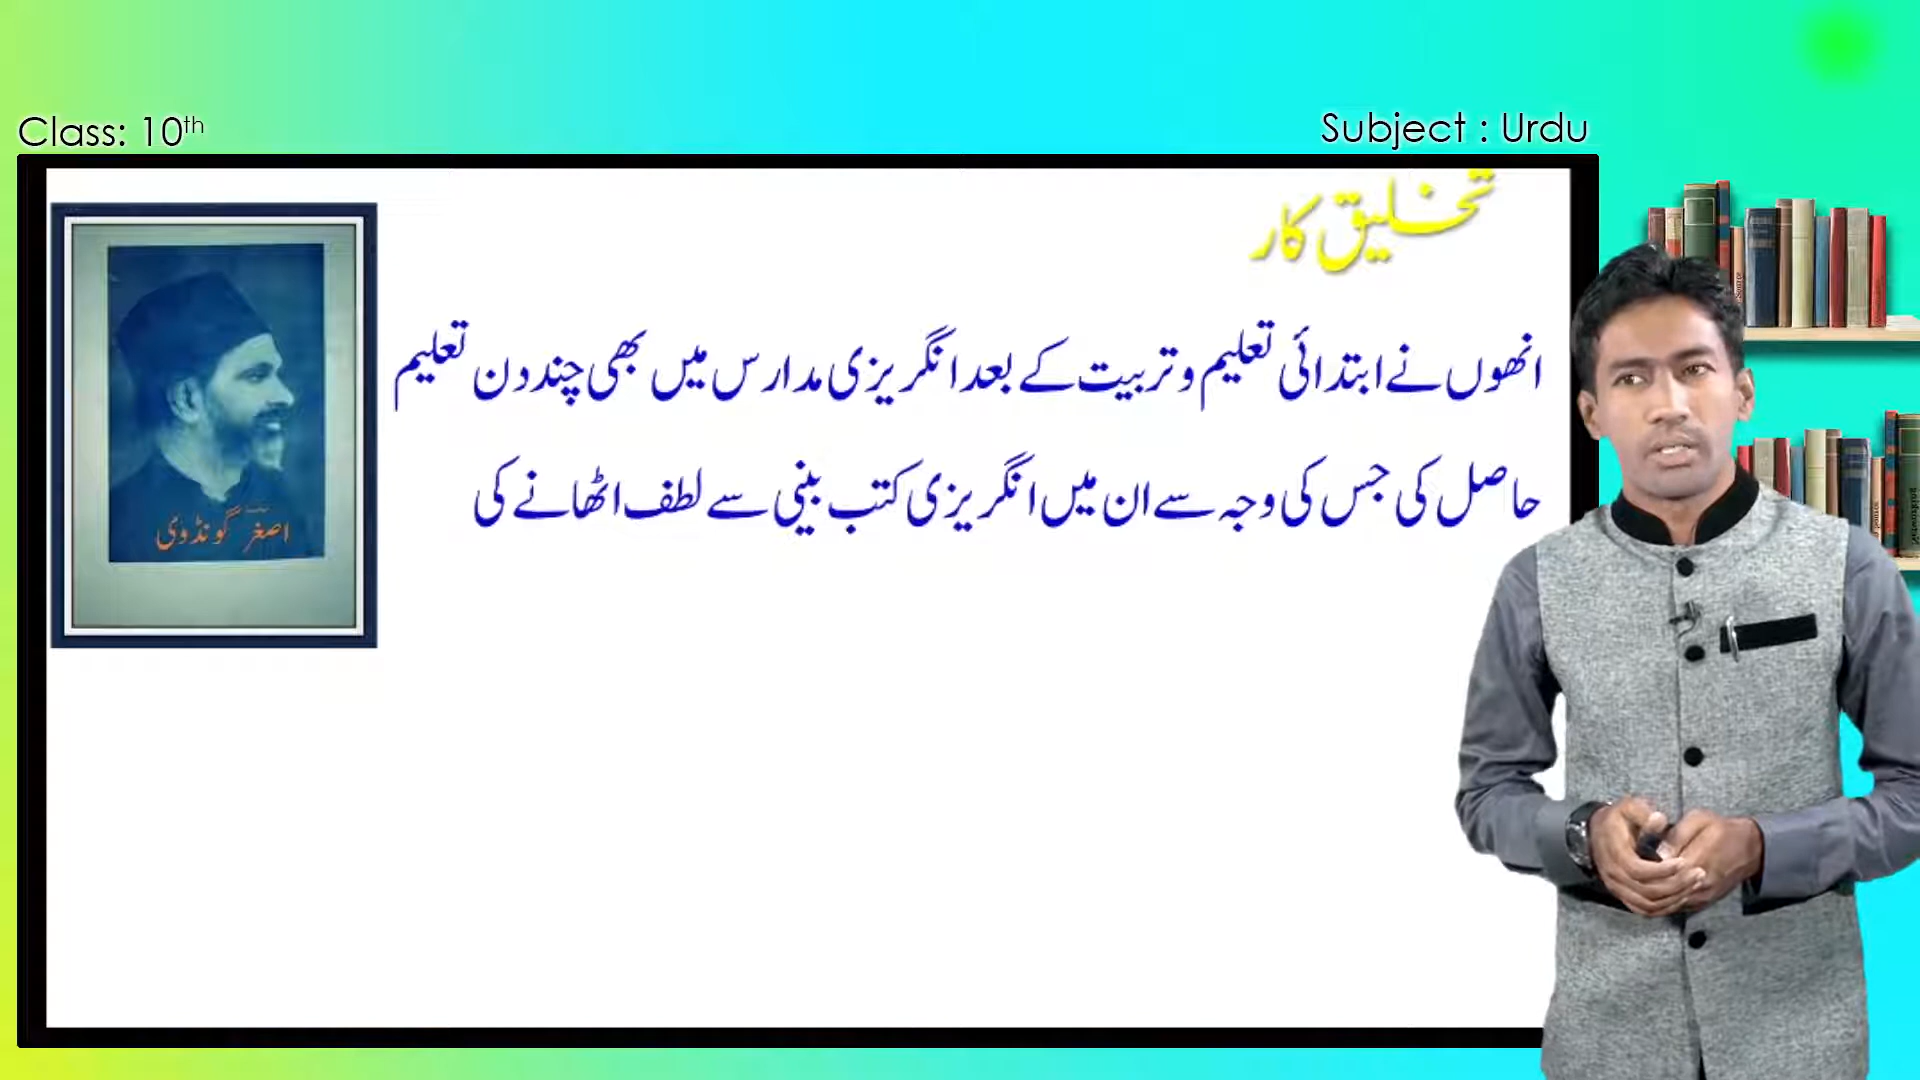 Class: 10th
Subject : Urdu
تخلیق کار
انھوں نے ابتدائی تعلیم و تربیت کے بعد انگریزی مدارس میں بھی چند دن تعلیم
حاصل کی جس کی وجہ سے ان میں انگریزی کتب بینی سے لطف اٹھانے کی
اصغر گونڈوی